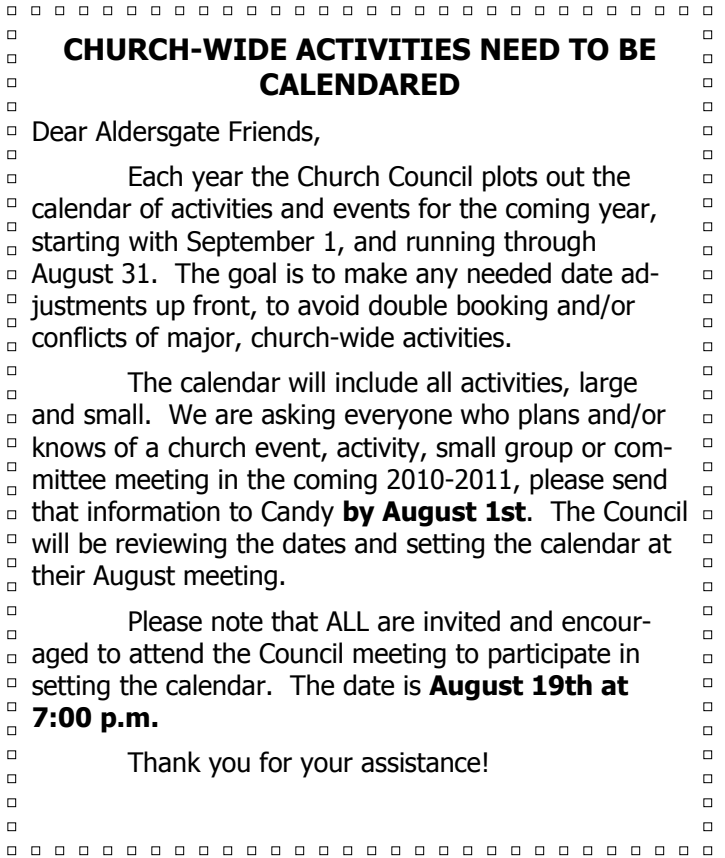 CHURCH-WIDE ACTIVITIES NEED TO BE
CALENDARED
Dear Aldersgate Friends,
Each year the Church Council plots out the
calendar of activities and events for the coming year,
starting with September 1, and running through
August 31.  The goal is to make any needed date ad-
justments up front, to avoid double booking and/or
conflicts of major, church-wide activities.
The calendar will include all activities, large
and small.  We are asking everyone who plans and/or
knows of a church event, activity, small group or com-
mittee meeting in the coming 2010-2011, please send
that information to Candy by August 1st.  The Council
will be reviewing the dates and setting the calendar at
their August meeting.
Please note that ALL are invited and encour-
aged to attend the Council meeting to participate in
setting the calendar.  The date is August 19th at
7:00 p.m.
Thank you for your assistance!